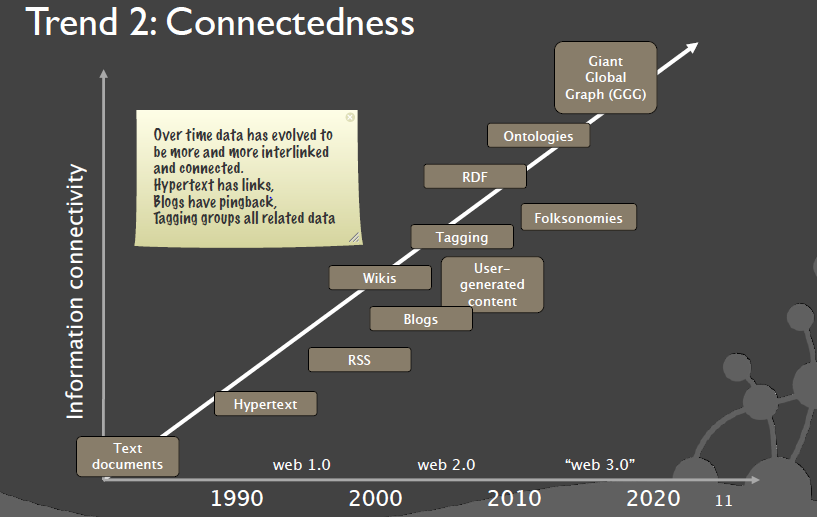 Trend 2: Connectedness
Giant
Global
Graph (GGG)
Over time data has evolved to
be more and more interlinked
and connected.
Hypertext has links,
Blogs have pingback,
Tagging groups all related data
Ontologies
RDF
Folksonomies
Tagging
User-
generated
content
Wikis
Blogs
RSS
Hypertext
Text
documents
Information connectivity
web 1.0
web 2.0
“web 3.0”
1990
2000
2010
2020
11